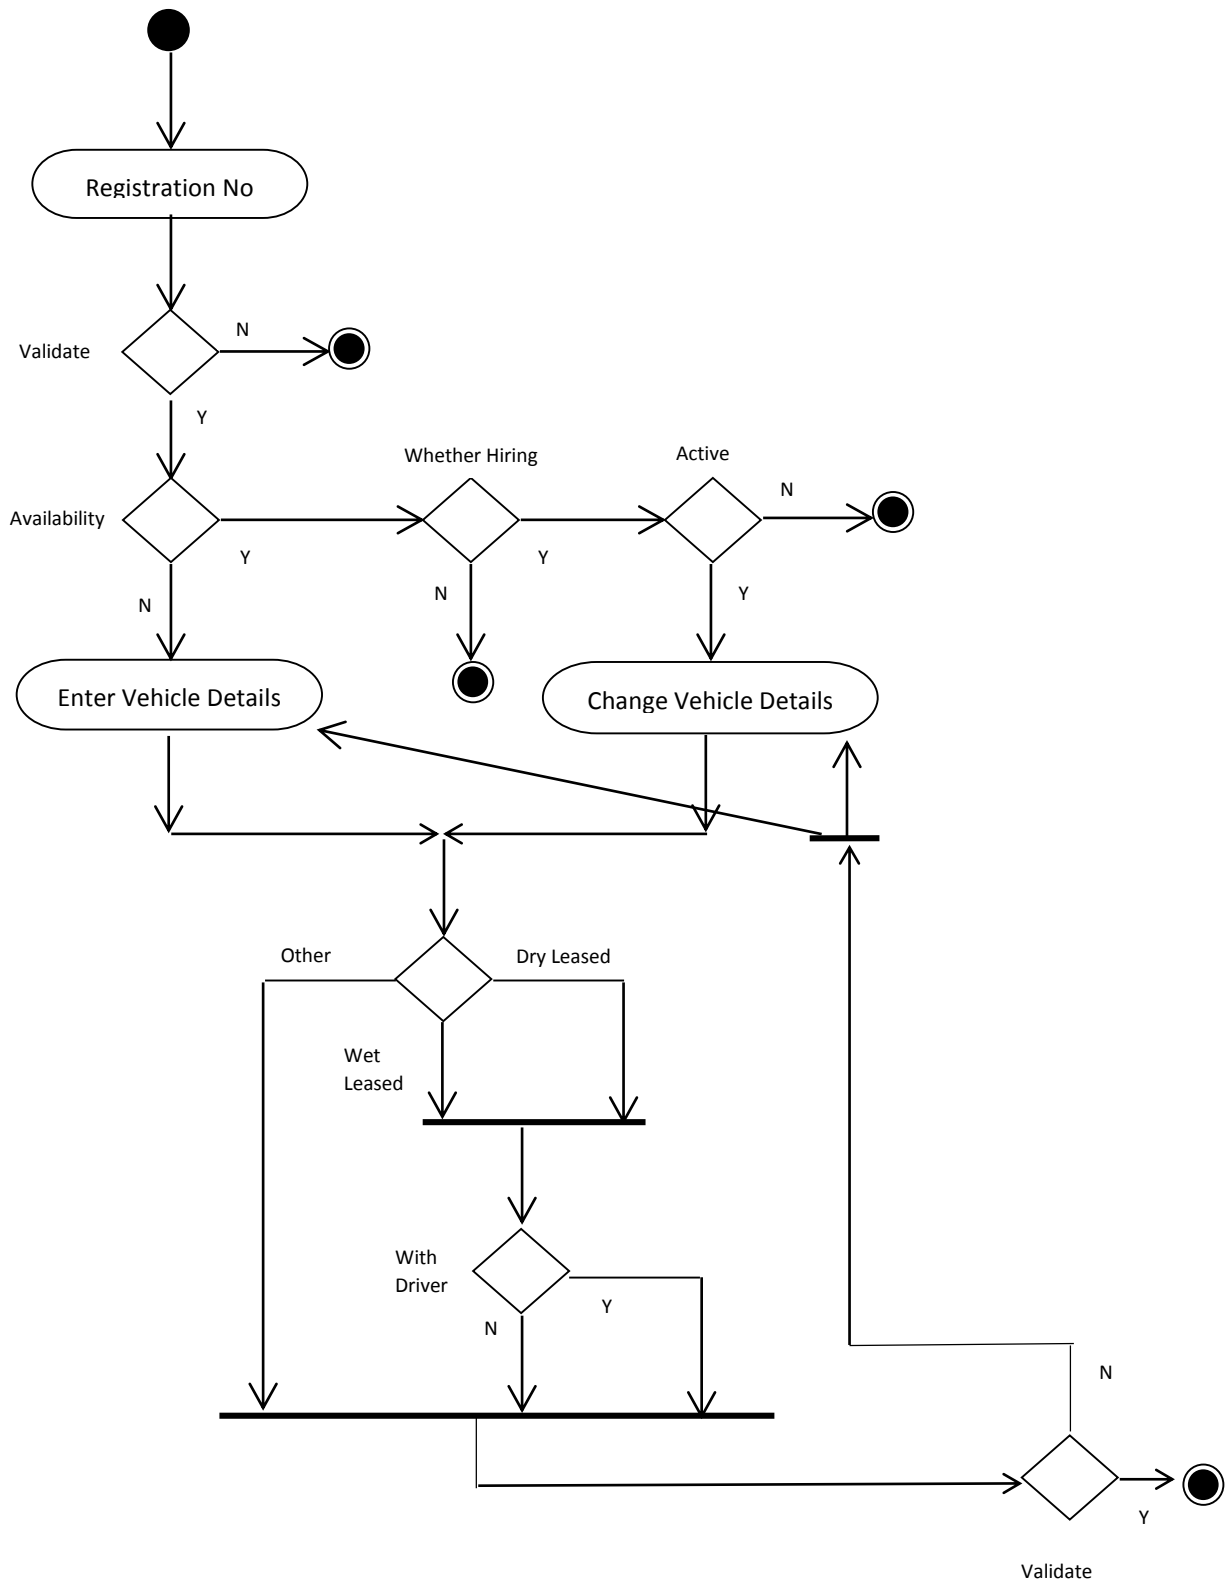 Registration No
N
Validate
Y
Whether Hiring
Active
N
Availability
Y
Y
N
N
Y
Enter Vehicle Details
Change Vehicle Details
Other
Dry Leased
Wet
Leased
With
Driver
Y
N
N
Y
Validate